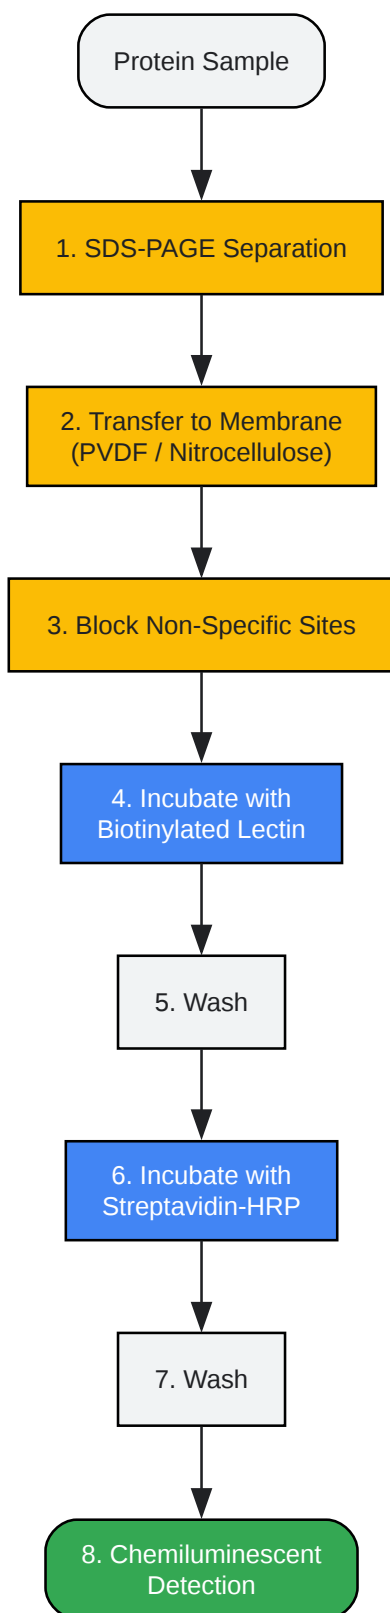 Protein Sample
1. SDS-PAGE Separation
2. Transfer to Membrane
(PVDF / Nitrocellulose)
3. Block Non-Specific Sites
4. Incubate with
Biotinylated Lectin
5. Wash
6. Incubate with
Streptavidin-HRP
7. Wash
8. Chemiluminescent
Detection